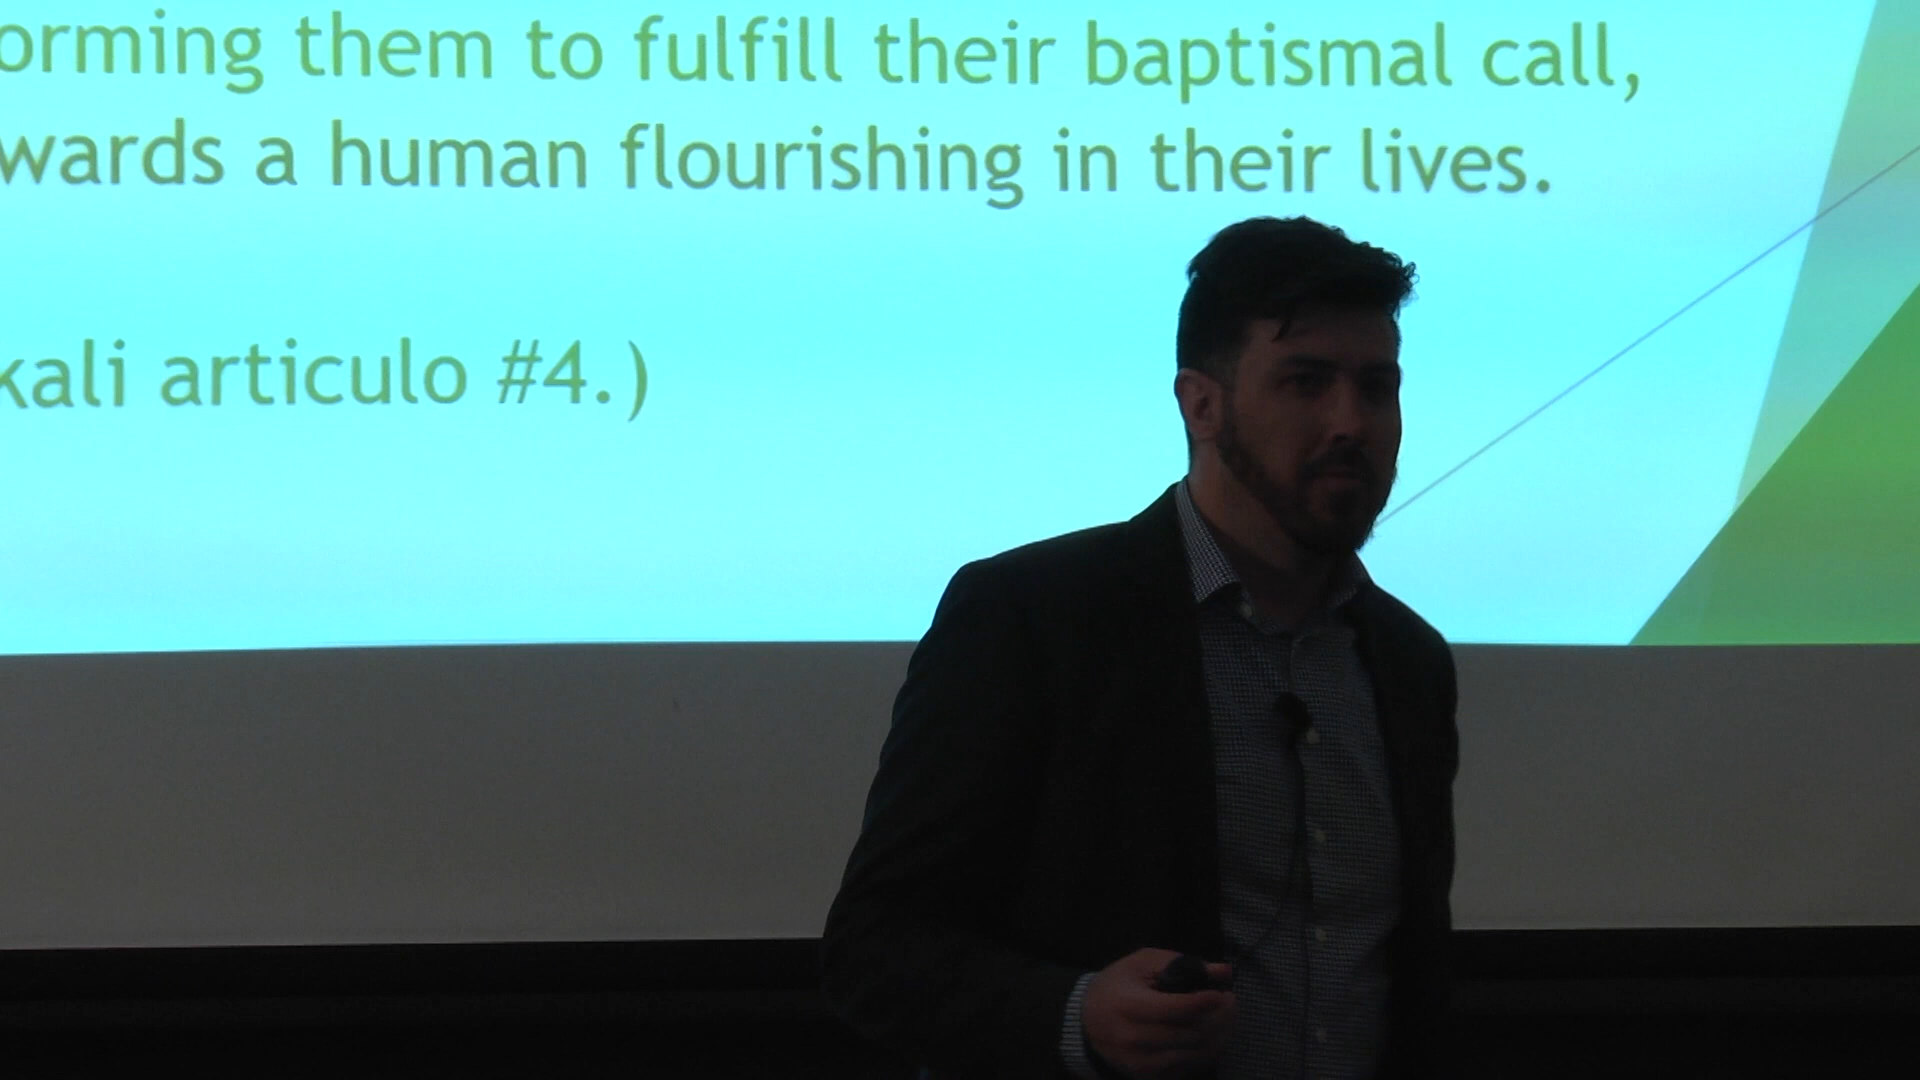 orming them to fulfill their baptismal call,
wards a human flourishing in their lives.
kali articulo #4.)